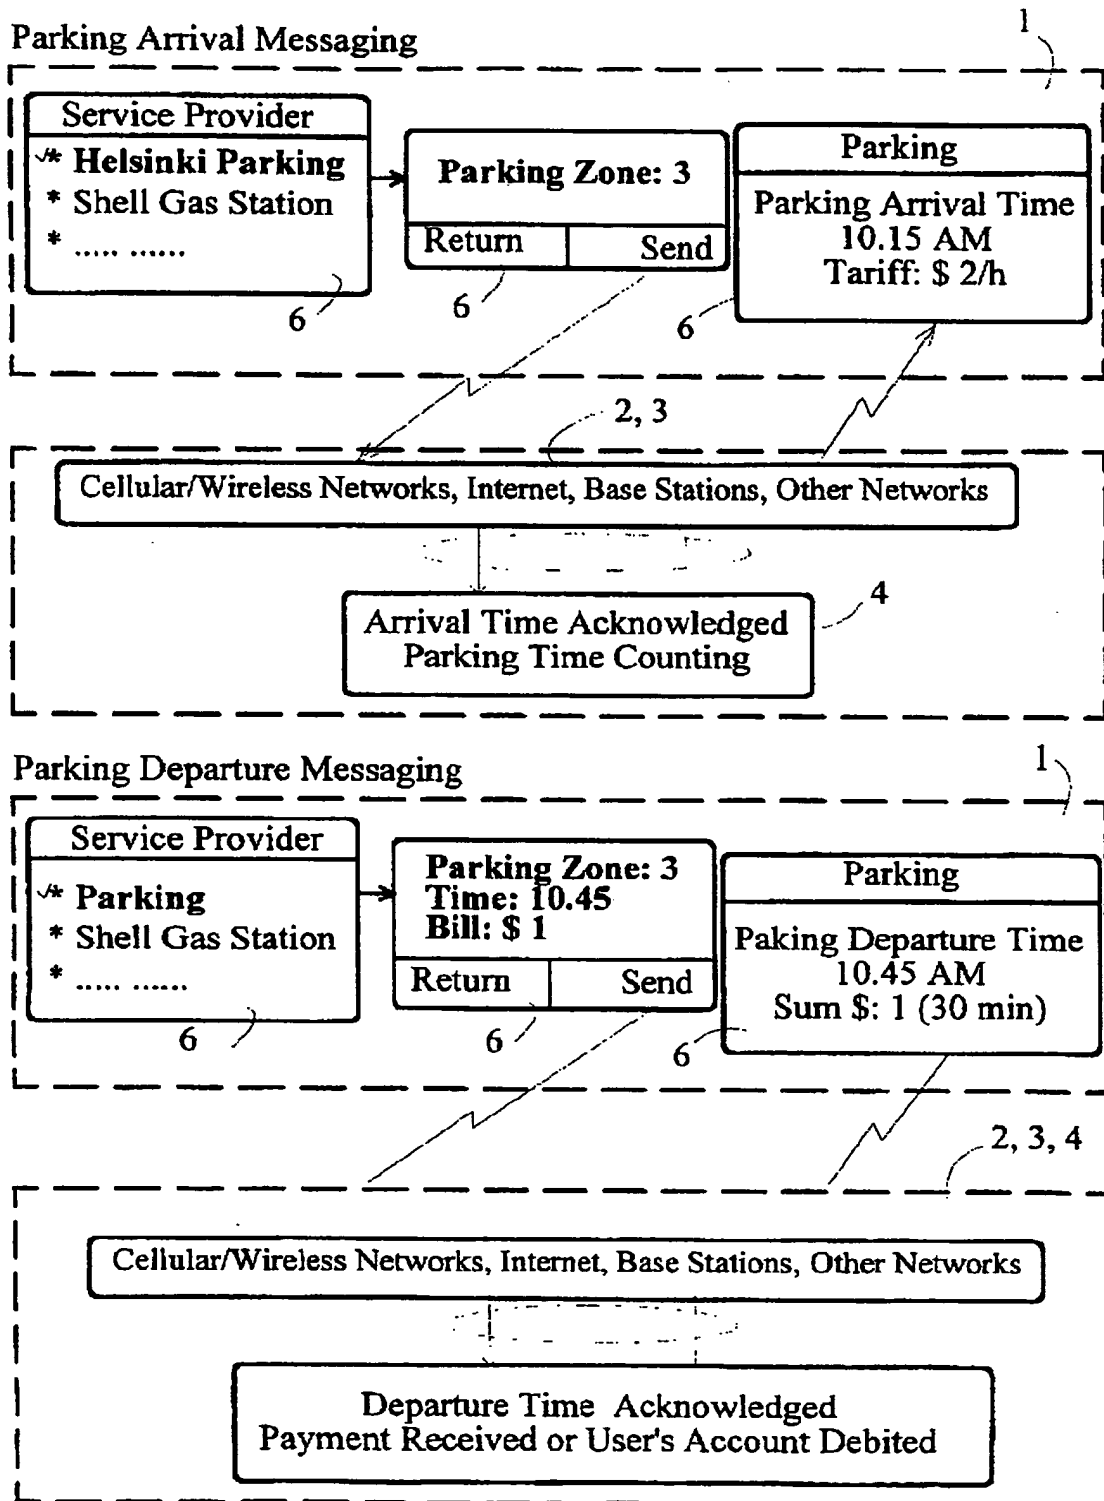 Parking Arrival Messaging
1
Service Provider
* Helsinki Parking
* Shell Gas Station
* ..... ......
6
Parking Zone: 3
Return
Send
6
Parking
Parking Arrival Time
10.15 AM
Tariff: $ 2/h
6
2, 3
Cellular/Wireless Networks, Internet, Base Stations, Other Networks
4
Arrival Time Acknowledged
Parking Time Counting
Parking Departure Messaging
1
Service Provider
* Parking
* Shell Gas Station
* ..... ......
6
Parking Zone: 3
Time: 10.45
Bill: $ 1
Return
Send
6
Parking
Paking Departure Time
10.45 AM
Sum $: 1 (30 min)
6
2, 3, 4
Cellular/Wireless Networks, Internet, Base Stations, Other Networks
Departure Time Acknowledged
Payment Received or User's Account Debited